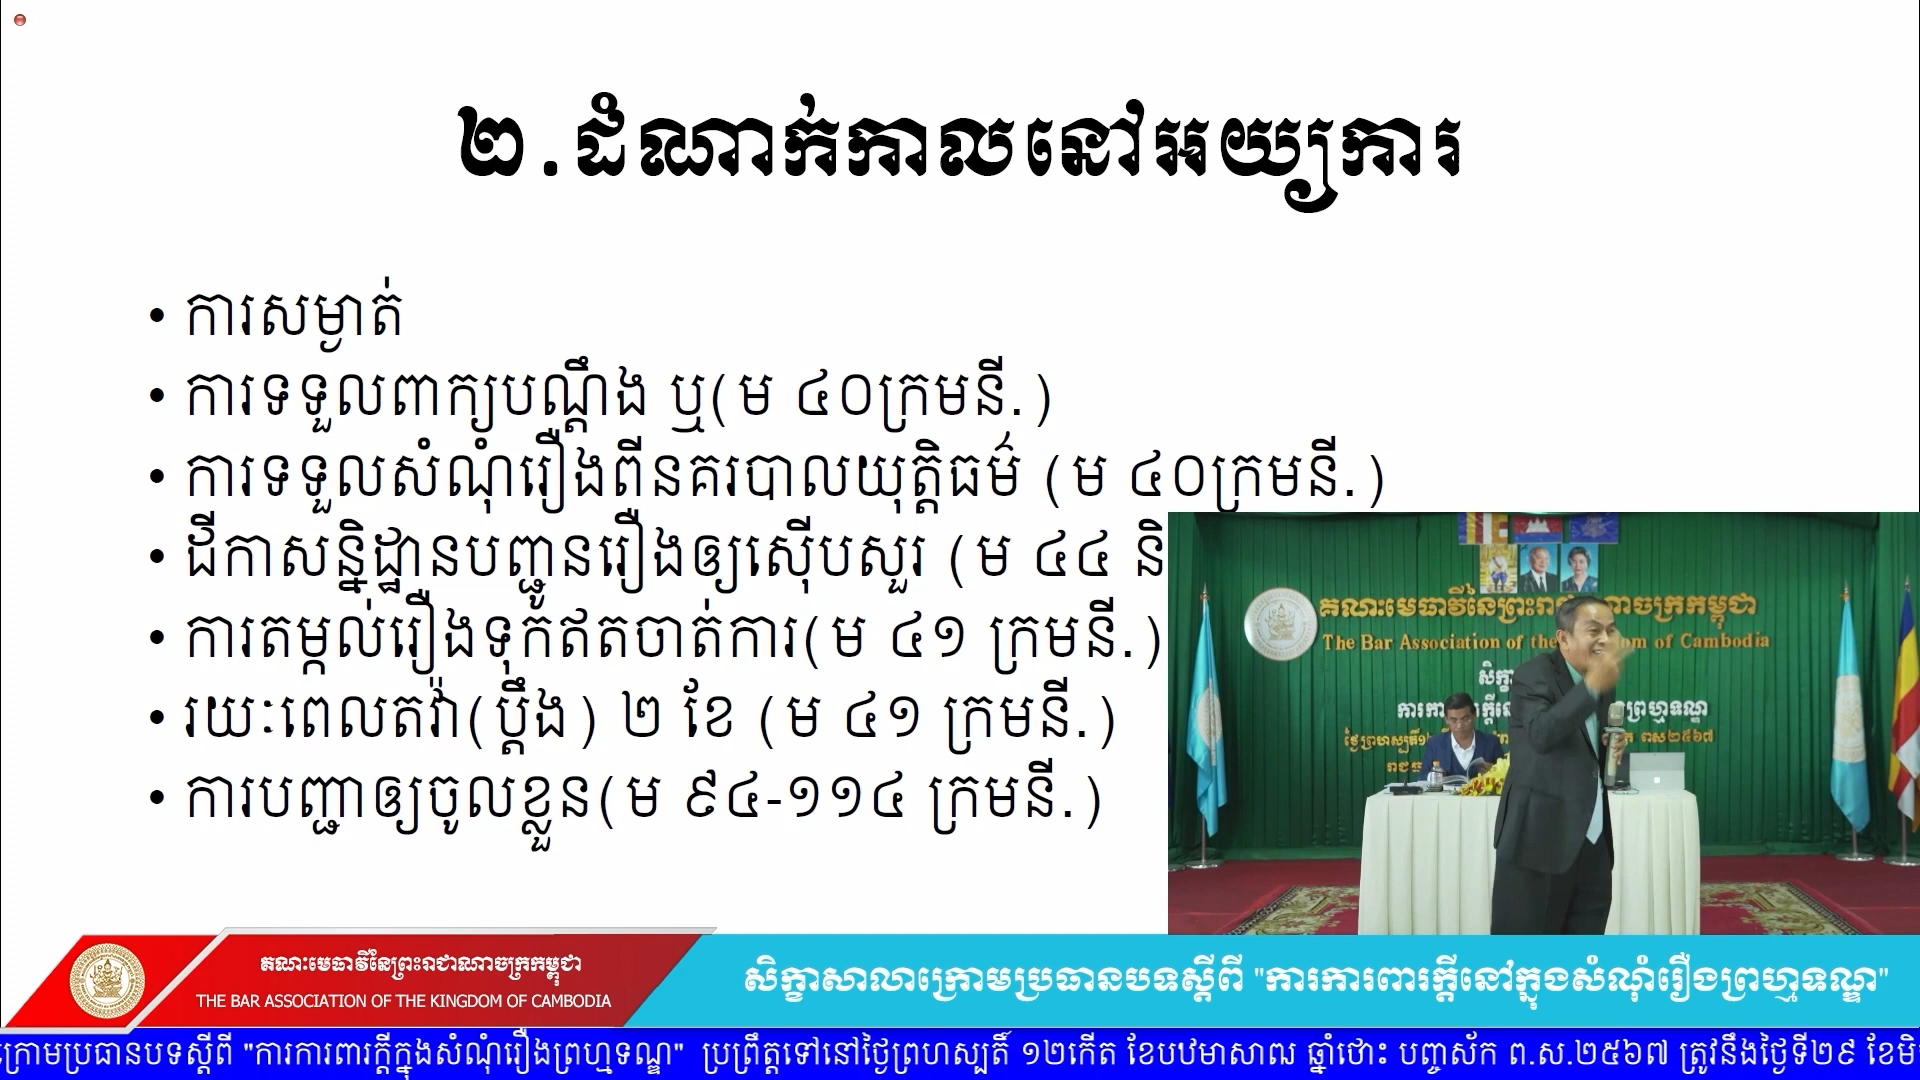 ២.ដំណាក់កាលនៅអយ្យការ
• ការសម្ងាត់
• ការទទួលពាក្យបណ្តឹង ឬ(ម ៤០ក្រមនី.)
• ការទទួលសំណុំរឿងពីនគរបាលយុត្តិធម៌ (ម ៤០ក្រមនី.)
• ដីកាសន្និដ្ឋានបញ្ជូនរឿងឲ្យស៊ើបសួរ (ម ៤៤ និ
• ការតម្កល់រឿងទុកឥតចាត់ការ(ម ៤១ ក្រមនី.)
• រយៈពេលតវ៉ា(ប្តឹង) ២ ខែ (ម ៤១ ក្រមនី.)
• ការបញ្ជាឲ្យចូលខ្លួន(ម ៩៤-១១៤ ក្រមនី.)
គណៈមេធាវីនៃព្រះរាជាណាចក្រកម្ពុជា
The Bar Association of the Kingdom of Cambodia
គណៈមេធាវីនៃព្រះរាជាណាចក្រកម្ពុជា
THE BAR ASSOCIATION OF THE KINGDOM OF CAMBODIA
សិក្ខាសាលាក្រោមប្រធានបទស្តីពី "ការការពារក្តីនៅក្នុងសំណុំរឿងព្រហ្មទណ្ឌ"
ក្រោមប្រធានបទស្តីពី "ការការពារក្តីក្នុងសំណុំរឿងព្រហ្មទណ្ឌ" ប្រព្រឹត្តទៅនៅថ្ងៃព្រហស្បតិ៍ ១២កើត ខែបឋមាសាឍ ឆ្នាំថោះ បញ្ចស័ក ព.ស.២៥៦៧ ត្រូវនឹងថ្ងៃទី២៩ ខែមិ